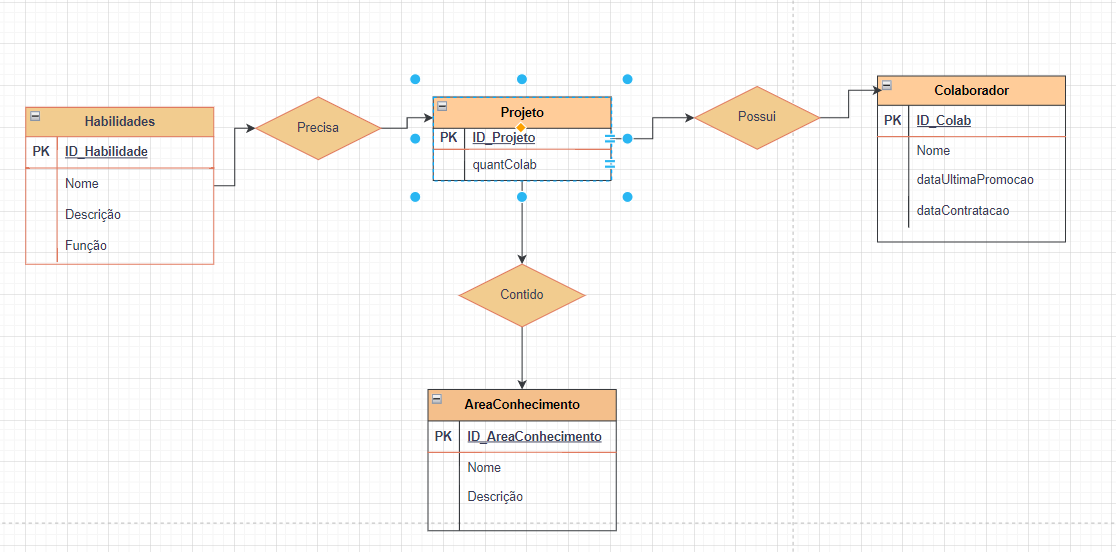 Habilidades
PK ID_Habilidade
Nome
Descrição
Função
Precisa
Projeto
PK ID_Projeto
quantColab
Possui
Colaborador
PK ID_Colab
Nome
dataUltimaPromocao
dataContratacao
Contido
AreaConhecimento
PK ID_AreaConhecimento
Nome
Descrição